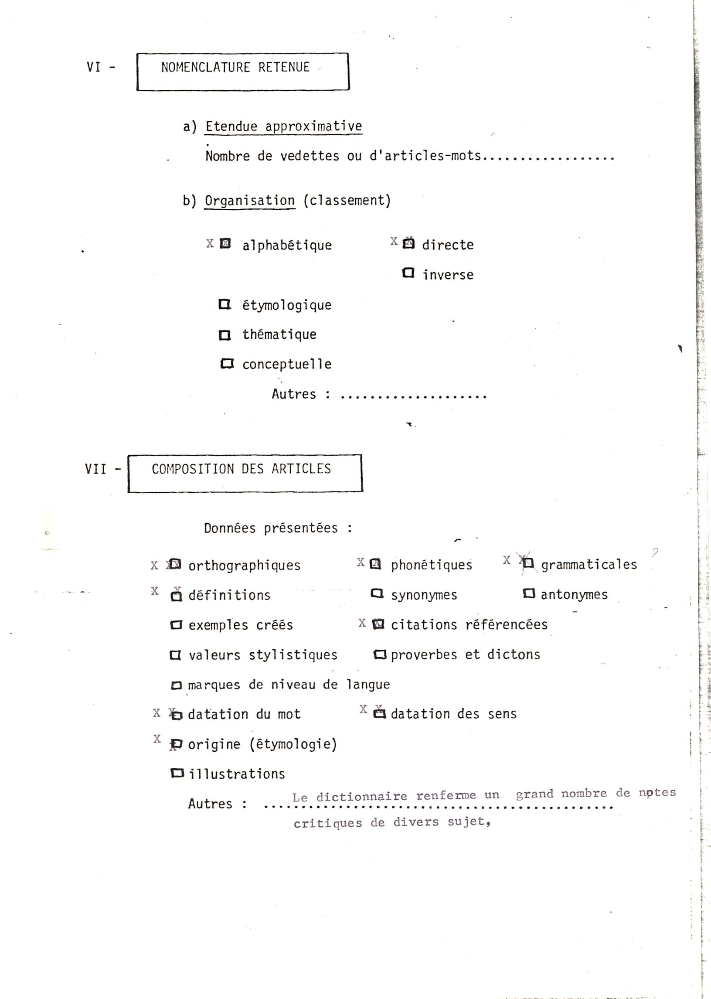 VI - NOMENCLATURE RETENUE
a) Etendue approximative
Nombre de vedettes ou d'articles-mots..................
b) Organisation (classement)
X ☒ alphabétique X ☒ directe
☐ inverse
☐ étymologique
☐ thématique
☐ conceptuelle
Autres : ....................
VII - COMPOSITION DES ARTICLES
Données présentées :
X ☒ orthographiques X ☒ phonétiques X ☒ grammaticales ?
X ☒ définitions ☐ synonymes ☐ antonymes
☐ exemples créés X ☒ citations référencées
☐ valeurs stylistiques ☐ proverbes et dictons
☐ marques de niveau de langue
X ☒ datation du mot X ☒ datation des sens
X ☒ origine (étymologie)
☐ illustrations
Autres : Le dictionnaire renferme un grand nombre de notes
critiques de divers sujet,